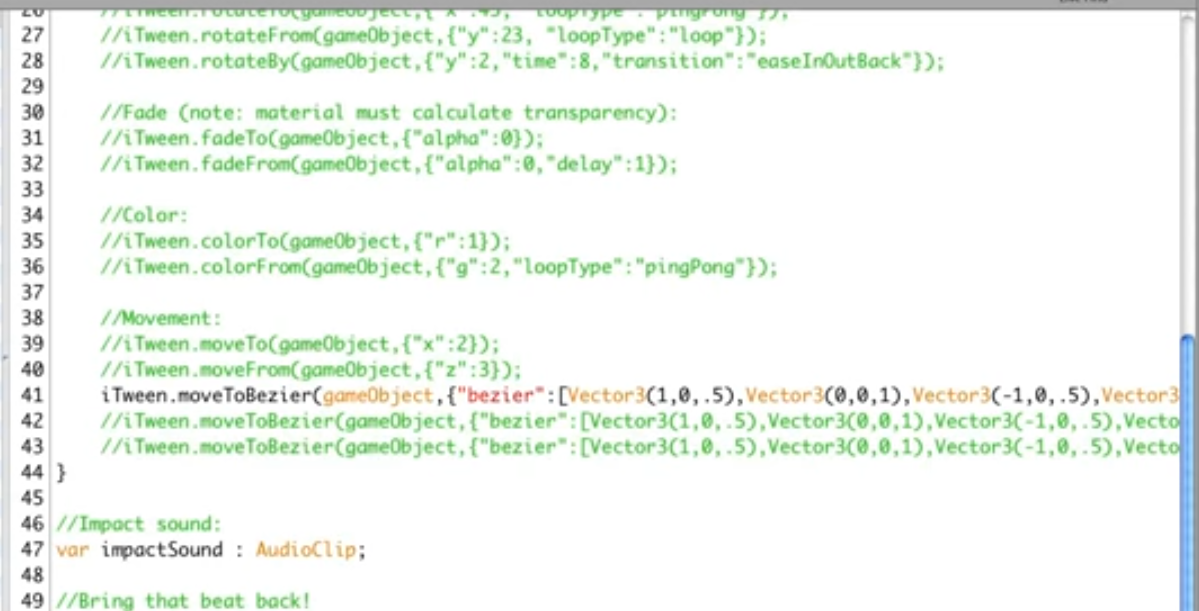 26 //iTween.rotateTo(gameObject,{"x":45, "loopType":"pingPong"});
27 //iTween.rotateFrom(gameObject,{"y":23, "loopType":"loop"});
28 //iTween.rotateBy(gameObject,{"y":2,"time":8,"transition":"easeInOutBack"});
29
30 //Fade (note: material must calculate transparency):
31 //iTween.fadeTo(gameObject,{"alpha":0});
32 //iTween.fadeFrom(gameObject,{"alpha":0,"delay":1});
33
34 //Color:
35 //iTween.colorTo(gameObject,{"r":1});
36 //iTween.colorFrom(gameObject,{"g":2,"loopType":"pingPong"});
37
38 //Movement:
39 //iTween.moveTo(gameObject,{"x":2});
40 //iTween.moveFrom(gameObject,{"z":3});
41 iTween.moveToBezier(gameObject,{"bezier":[Vector3(1,0,.5),Vector3(0,0,1),Vector3(-1,0,.5),Vector3
42 //iTween.moveToBezier(gameObject,{"bezier":[Vector3(1,0,.5),Vector3(0,0,1),Vector3(-1,0,.5),Vecto
43 //iTween.moveToBezier(gameObject,{"bezier":[Vector3(1,0,.5),Vector3(0,0,1),Vector3(-1,0,.5),Vecto
44 }
45
46 //Impact sound:
47 var impactSound : AudioClip;
48
49 //Bring that beat back!